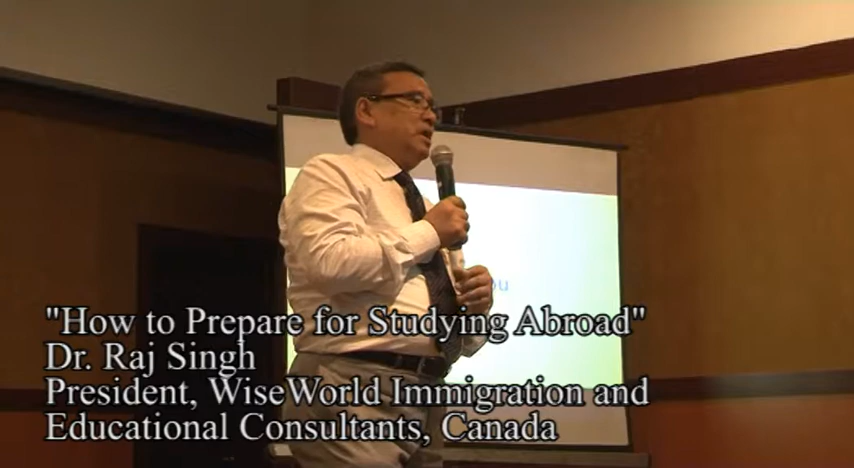 "How to Prepare for Studying Abroad"
Dr. Raj Singh
President, WiseWorld Immigration and
Educational Consultants, Canada